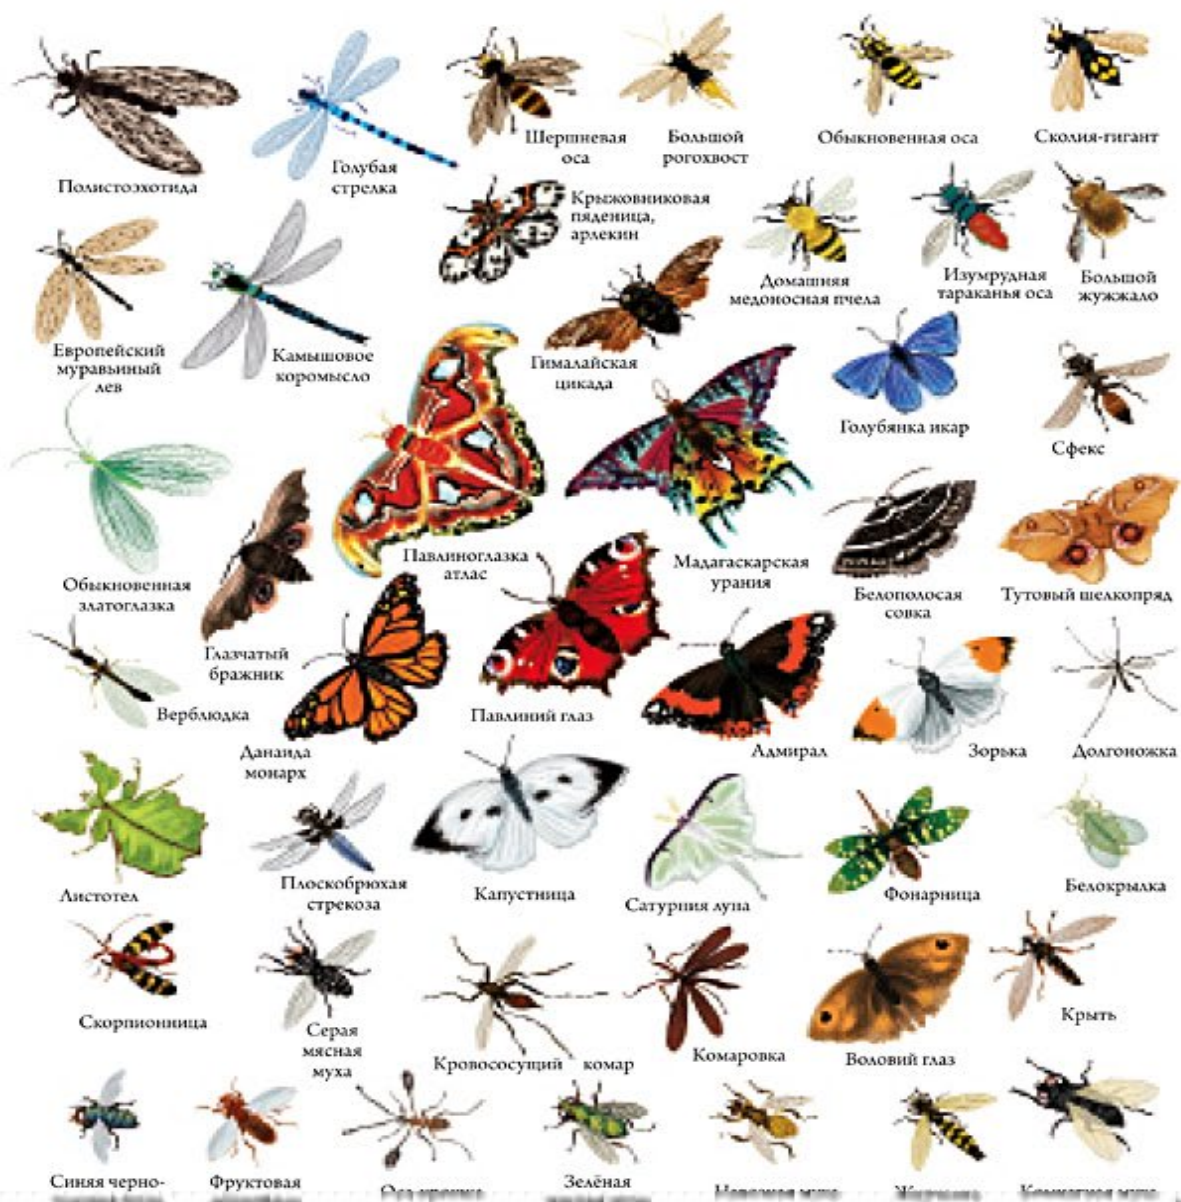 Шершневая
оса
Большой
рогохвост
Обыкновенная оса
Сколия-гигант
Голубая
стрелка
Полистоэхотида
Крыжовниковая
пяденица,
арлекин
Домашняя
медоносная пчела
Изумрудная
тараканья оса
Большой
жужжало
Европейский
муравьиный
лев
Камышовое
коромысло
Гималайская
цикада
Голубянка икар
Сфекс
Обыкновенная
златоглазка
Павлиноглазка
атлас
Мадагаскарская
урания
Белополосая
совка
Тутовый шелкопряд
Глазчатый
бражник
Верблюдка
Данаида
монарх
Павлиний глаз
Адмирал
Зорька
Долгоножка
Листотел
Плоскобрюхая
стрекоза
Капустница
Сатурния луна
Фонарница
Белокрылка
Скорпионница
Серая
мясная
муха
Кровососущий комар
Комаровка
Воловий глаз
Крыть
Синяя черно-
Фруктовая
Зелёная